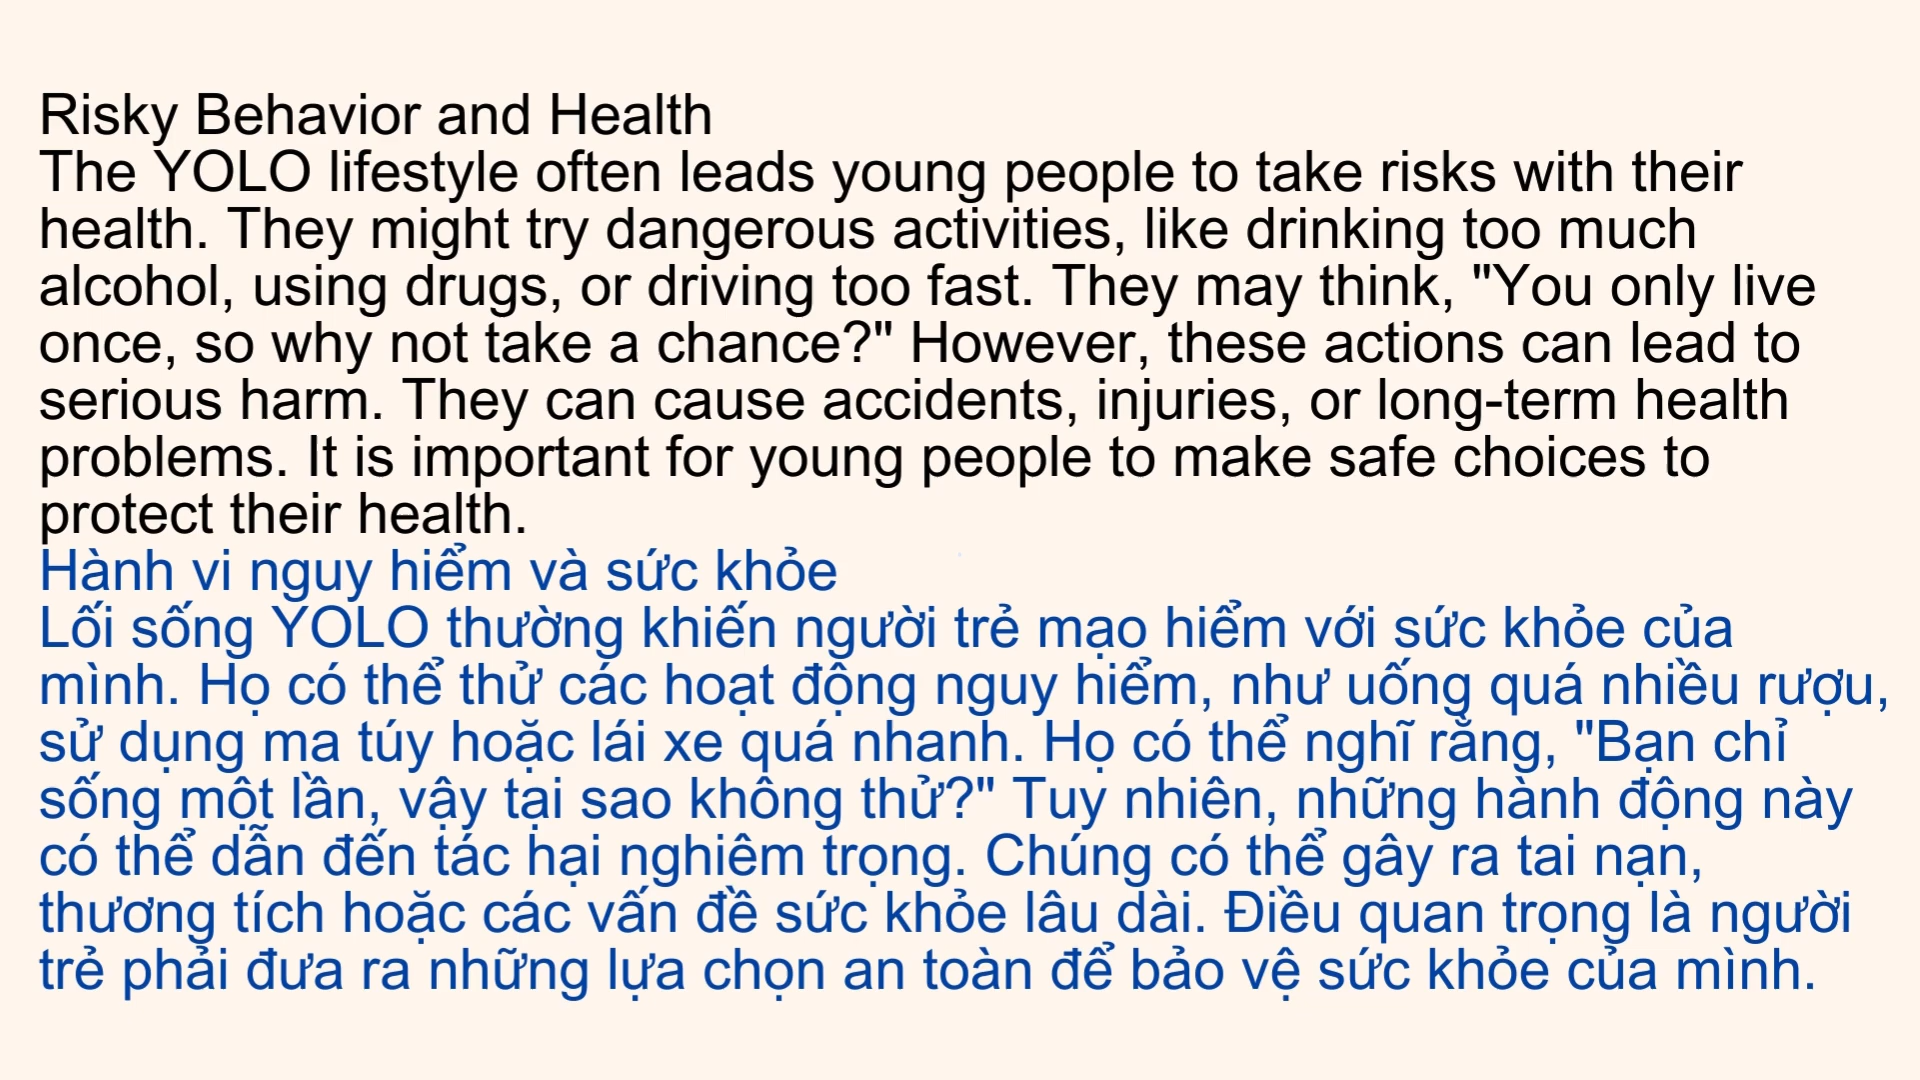 Risky Behavior and Health
The YOLO lifestyle often leads young people to take risks with their
health. They might try dangerous activities, like drinking too much
alcohol, using drugs, or driving too fast. They may think, "You only live
once, so why not take a chance?" However, these actions can lead to
serious harm. They can cause accidents, injuries, or long-term health
problems. It is important for young people to make safe choices to
protect their health.
Hành vi nguy hiểm và sức khỏe
Lối sống YOLO thường khiến người trẻ mạo hiểm với sức khỏe của
mình. Họ có thể thử các hoạt động nguy hiểm, như uống quá nhiều rượu,
sử dụng ma túy hoặc lái xe quá nhanh. Họ có thể nghĩ rằng, "Bạn chỉ
sống một lần, vậy tại sao không thử?" Tuy nhiên, những hành động này
có thể dẫn đến tác hại nghiêm trọng. Chúng có thể gây ra tai nạn,
thương tích hoặc các vấn đề sức khỏe lâu dài. Điều quan trọng là người
trẻ phải đưa ra những lựa chọn an toàn để bảo vệ sức khỏe của mình.